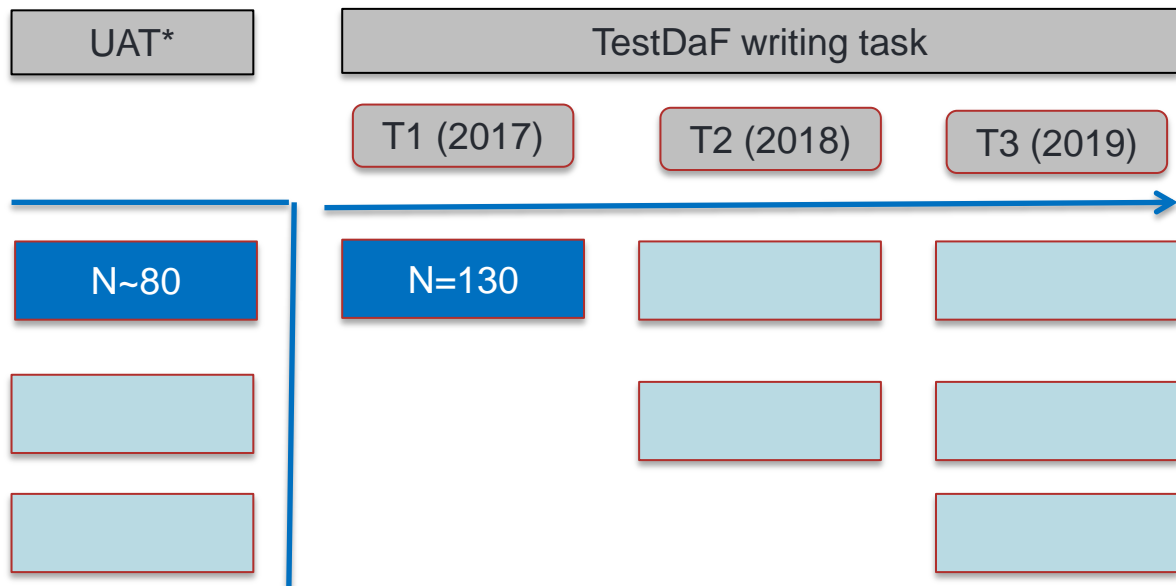 UAT*
TestDaF writing task
T1 (2017)
T2 (2018)
T3 (2019)
N~80
N=130